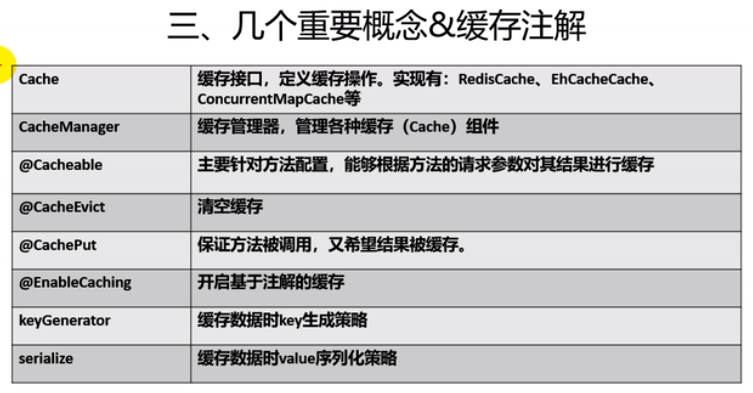 三、几个重要概念&缓存注解
Cache
缓存接口，定义缓存操作。实现有：RedisCache、EhCacheCache、
ConcurrentMapCache等
CacheManager
缓存管理器，管理各种缓存（Cache）组件
@Cacheable
主要针对方法配置，能够根据方法的请求参数对其结果进行缓存
@CacheEvict
清空缓存
@CachePut
保证方法被调用，又希望结果被缓存。
@EnableCaching
开启基于注解的缓存
keyGenerator
缓存数据时key生成策略
serialize
缓存数据时value序列化策略